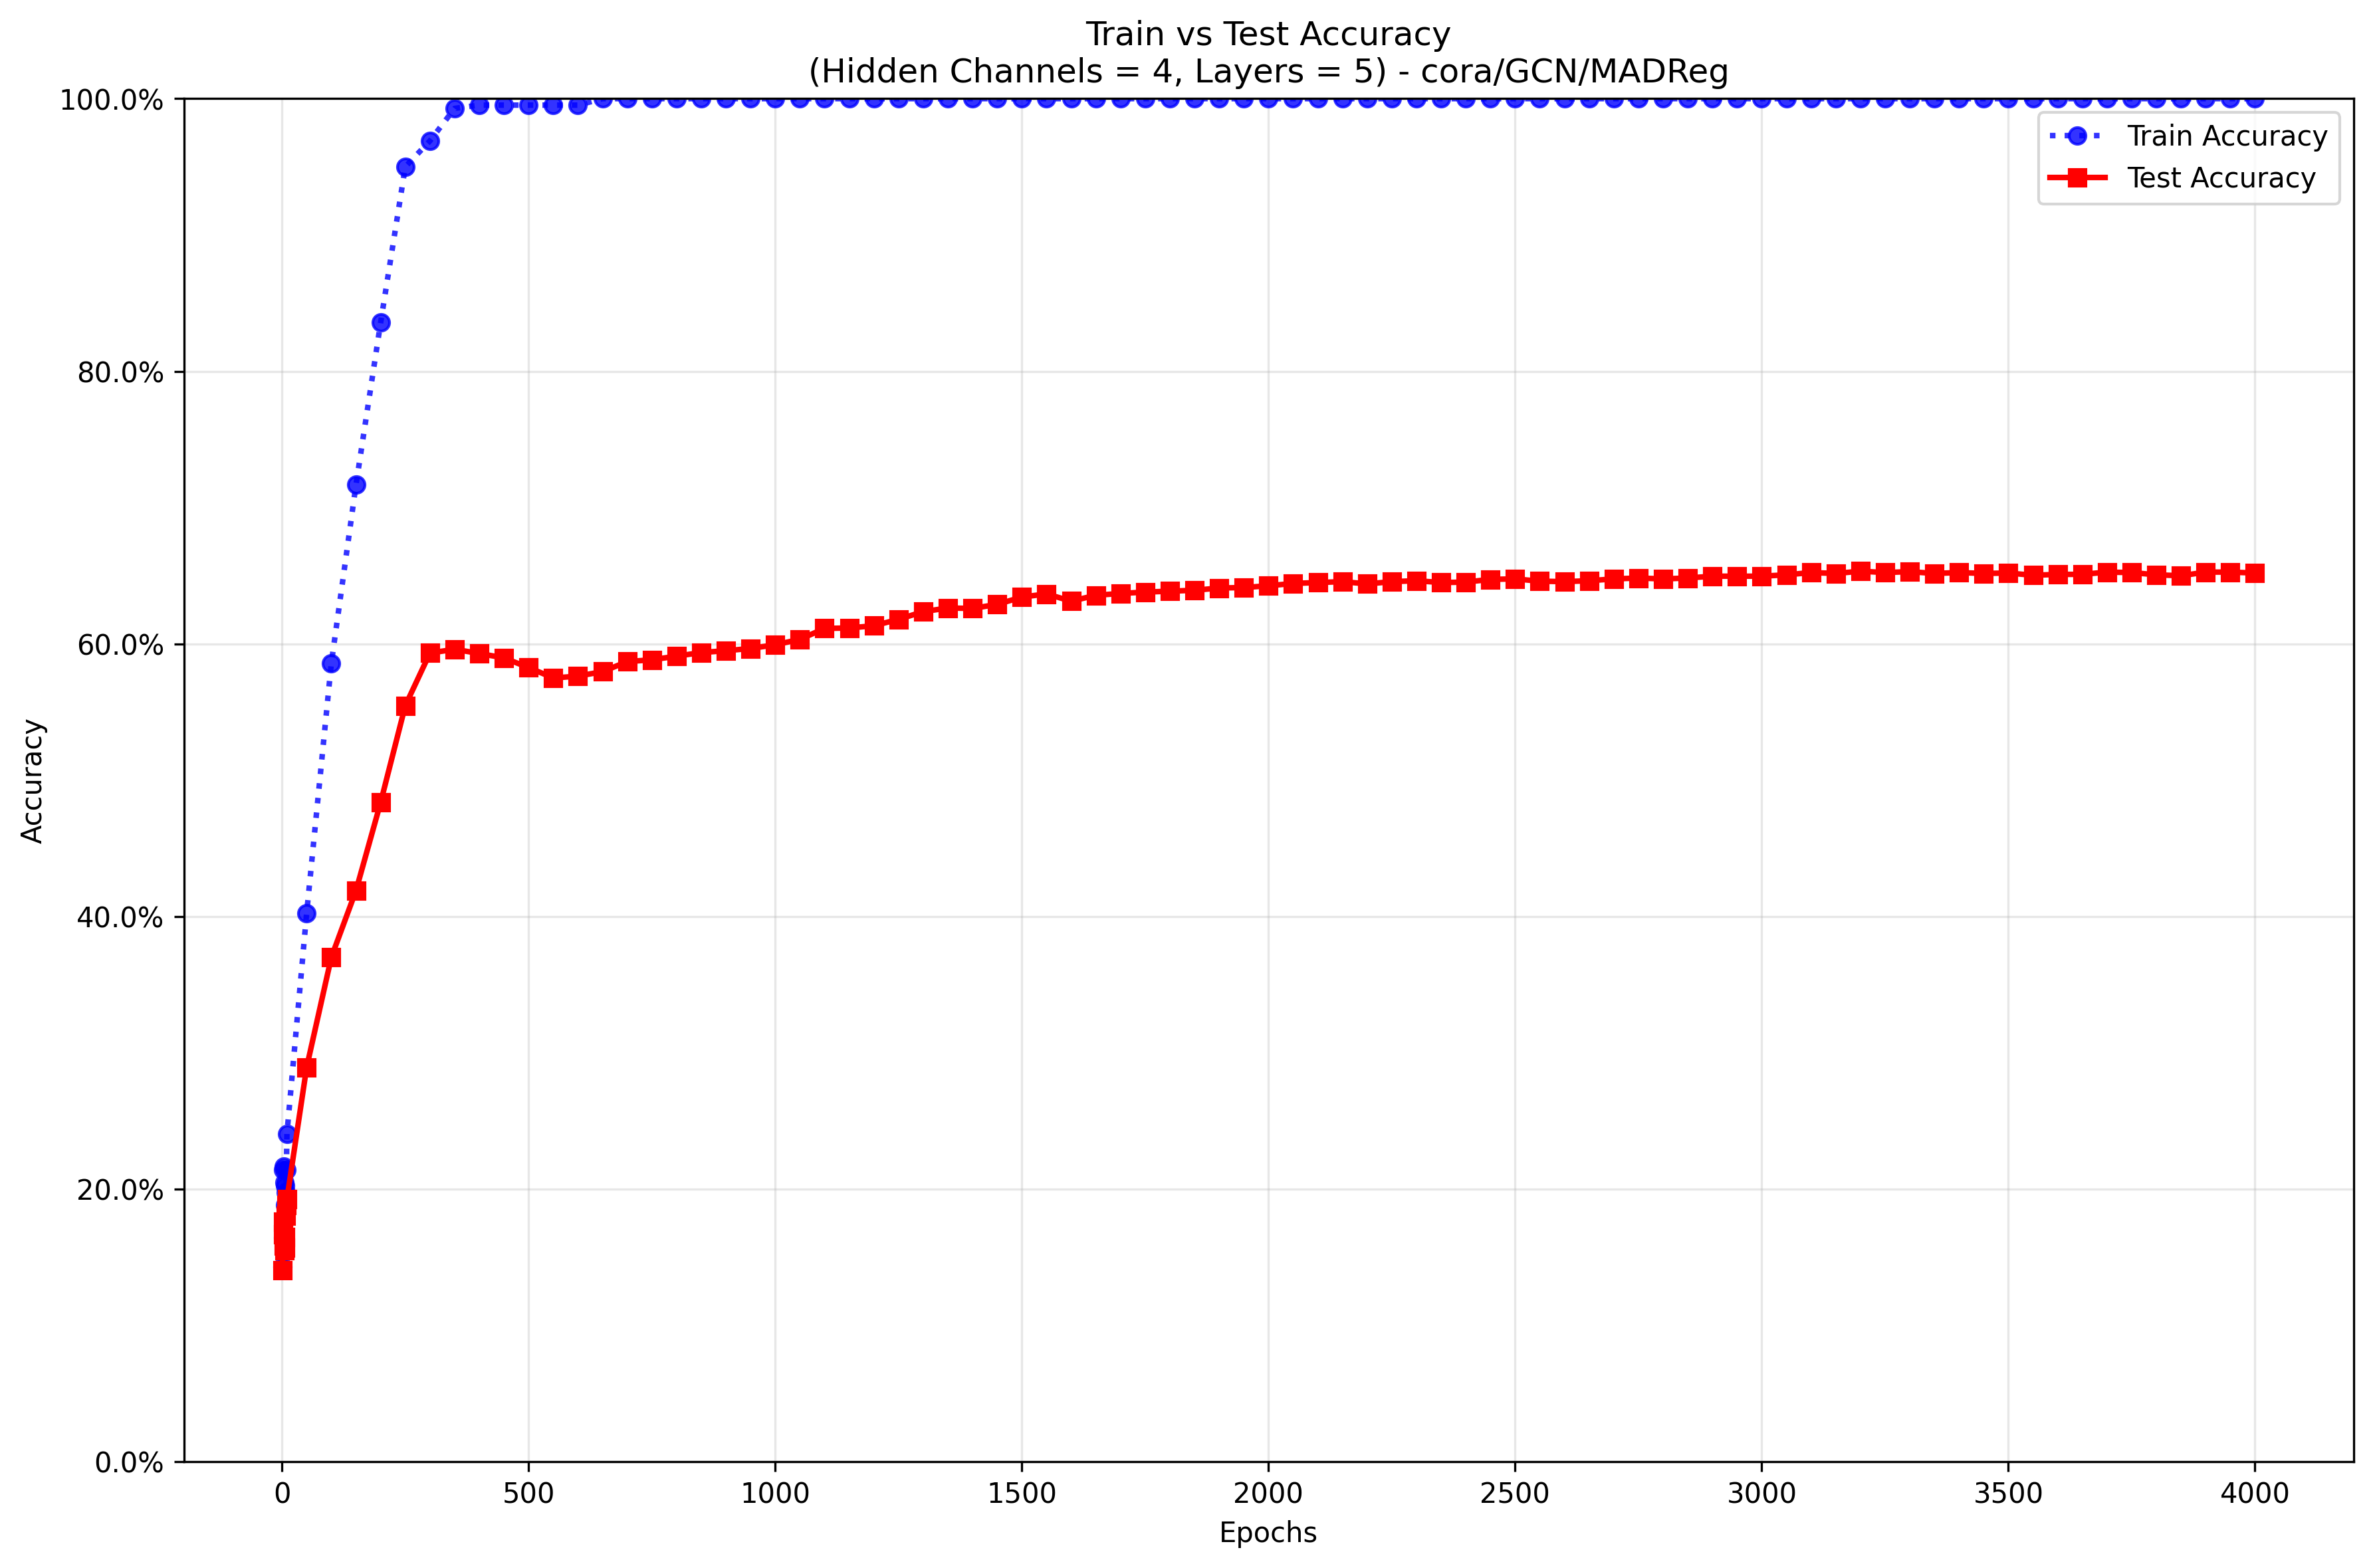 Train vs Test Accuracy
(Hidden Channels = 4, Layers = 5) - cora/GCN/MADReg
100.0%
80.0%
60.0%
40.0%
20.0%
0.0%
Accuracy
Train Accuracy
Test Accuracy
0 500 1000 1500 2000 2500 3000 3500 4000
Epochs